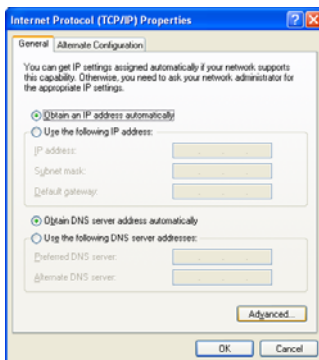 Internet Protocol (TCP/IP) Properties
General
Alternate Configuration
You can get IP settings assigned automatically if your network supports
this capability. Otherwise, you need to ask your network administrator for
the appropriate IP settings.
Obtain an IP address automatically
Use the following IP address:
IP address:
Subnet mask:
Default gateway:
Obtain DNS server address automatically
Use the following DNS server addresses:
Preferred DNS server:
Alternate DNS server:
Advanced...
OK
Cancel